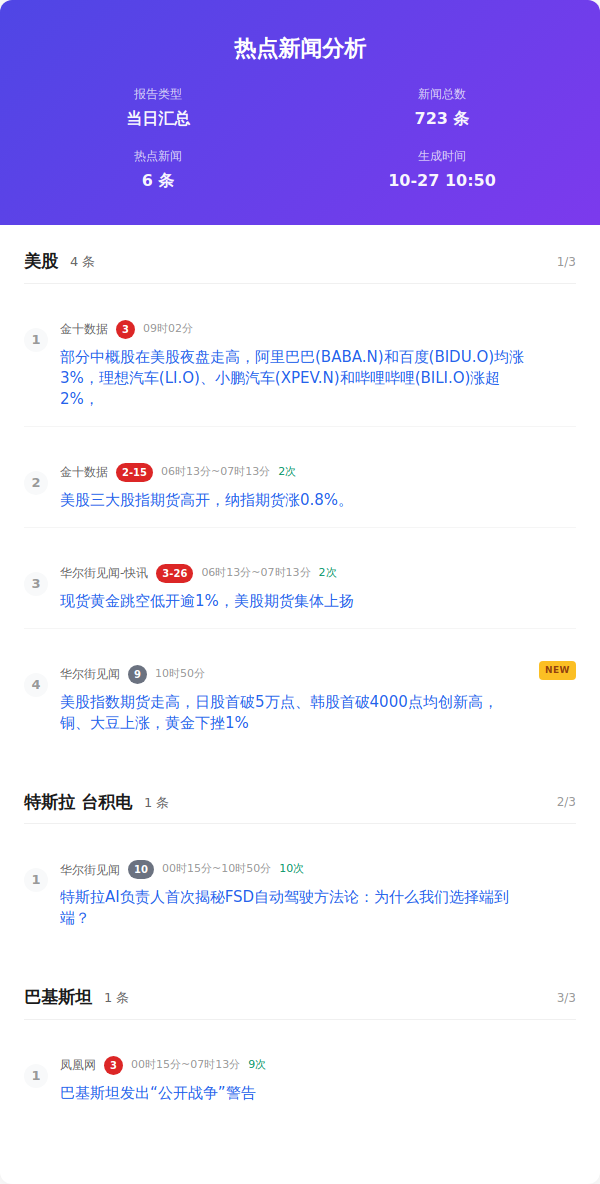 热点新闻分析
报告类型
当日汇总
新闻总数
723 条
热点新闻
6 条
生成时间
10-27 10:50
美股 4 条 1/3
1
金十数据 3 09时02分
部分中概股在美股夜盘走高，阿里巴巴(BABA.N)和百度(BIDU.O)均涨
3%，理想汽车(LI.O)、小鹏汽车(XPEV.N)和哔哩哔哩(BILI.O)涨超
2%，
2
金十数据 2-15 06时13分~07时13分 2次
美股三大股指期货高开，纳指期货涨0.8%。
3
华尔街见闻-快讯 3-26 06时13分~07时13分 2次
现货黄金跳空低开逾1%，美股期货集体上扬
4
华尔街见闻 9 10时50分 NEW
美股指数期货走高，日股首破5万点、韩股首破4000点均创新高，
铜、大豆上涨，黄金下挫1%
特斯拉 台积电 1 条 2/3
1
华尔街见闻 10 00时15分~10时50分 10次
特斯拉AI负责人首次揭秘FSD自动驾驶方法论：为什么我们选择端到
端？
巴基斯坦 1 条 3/3
1
凤凰网 3 00时15分~07时13分 9次
巴基斯坦发出“公开战争”警告